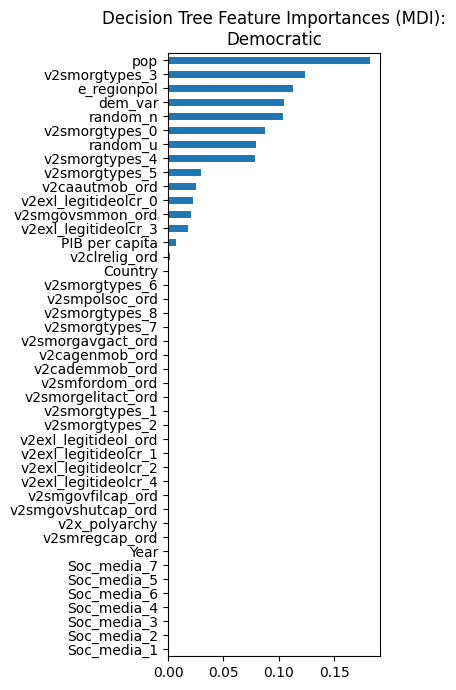 Decision Tree Feature Importances (MDI):
Democratic
pop
v2smorgtypes_3
e_regionpol
dem_var
random_n
v2smorgtypes_0
random_u
v2smorgtypes_4
v2smorgtypes_5
v2caautmob_ord
v2exl_legitideolcr_0
v2smgovsmmon_ord
v2exl_legitideolcr_3
PIB per capita
v2clrelig_ord
Country
v2smorgtypes_6
v2smpolsoc_ord
v2smorgtypes_8
v2smorgtypes_7
v2smorgavgact_ord
v2cagenmob_ord
v2cademmob_ord
v2smfordom_ord
v2smorgelitact_ord
v2smorgtypes_1
v2smorgtypes_2
v2exl_legitideol_ord
v2exl_legitideolcr_1
v2exl_legitideolcr_2
v2exl_legitideolcr_4
v2smgovfilcap_ord
v2smgovshutcap_ord
v2x_polyarchy
v2smregcap_ord
Year
Soc_media_7
Soc_media_5
Soc_media_6
Soc_media_4
Soc_media_3
Soc_media_2
Soc_media_1
0.00 0.05 0.10 0.15